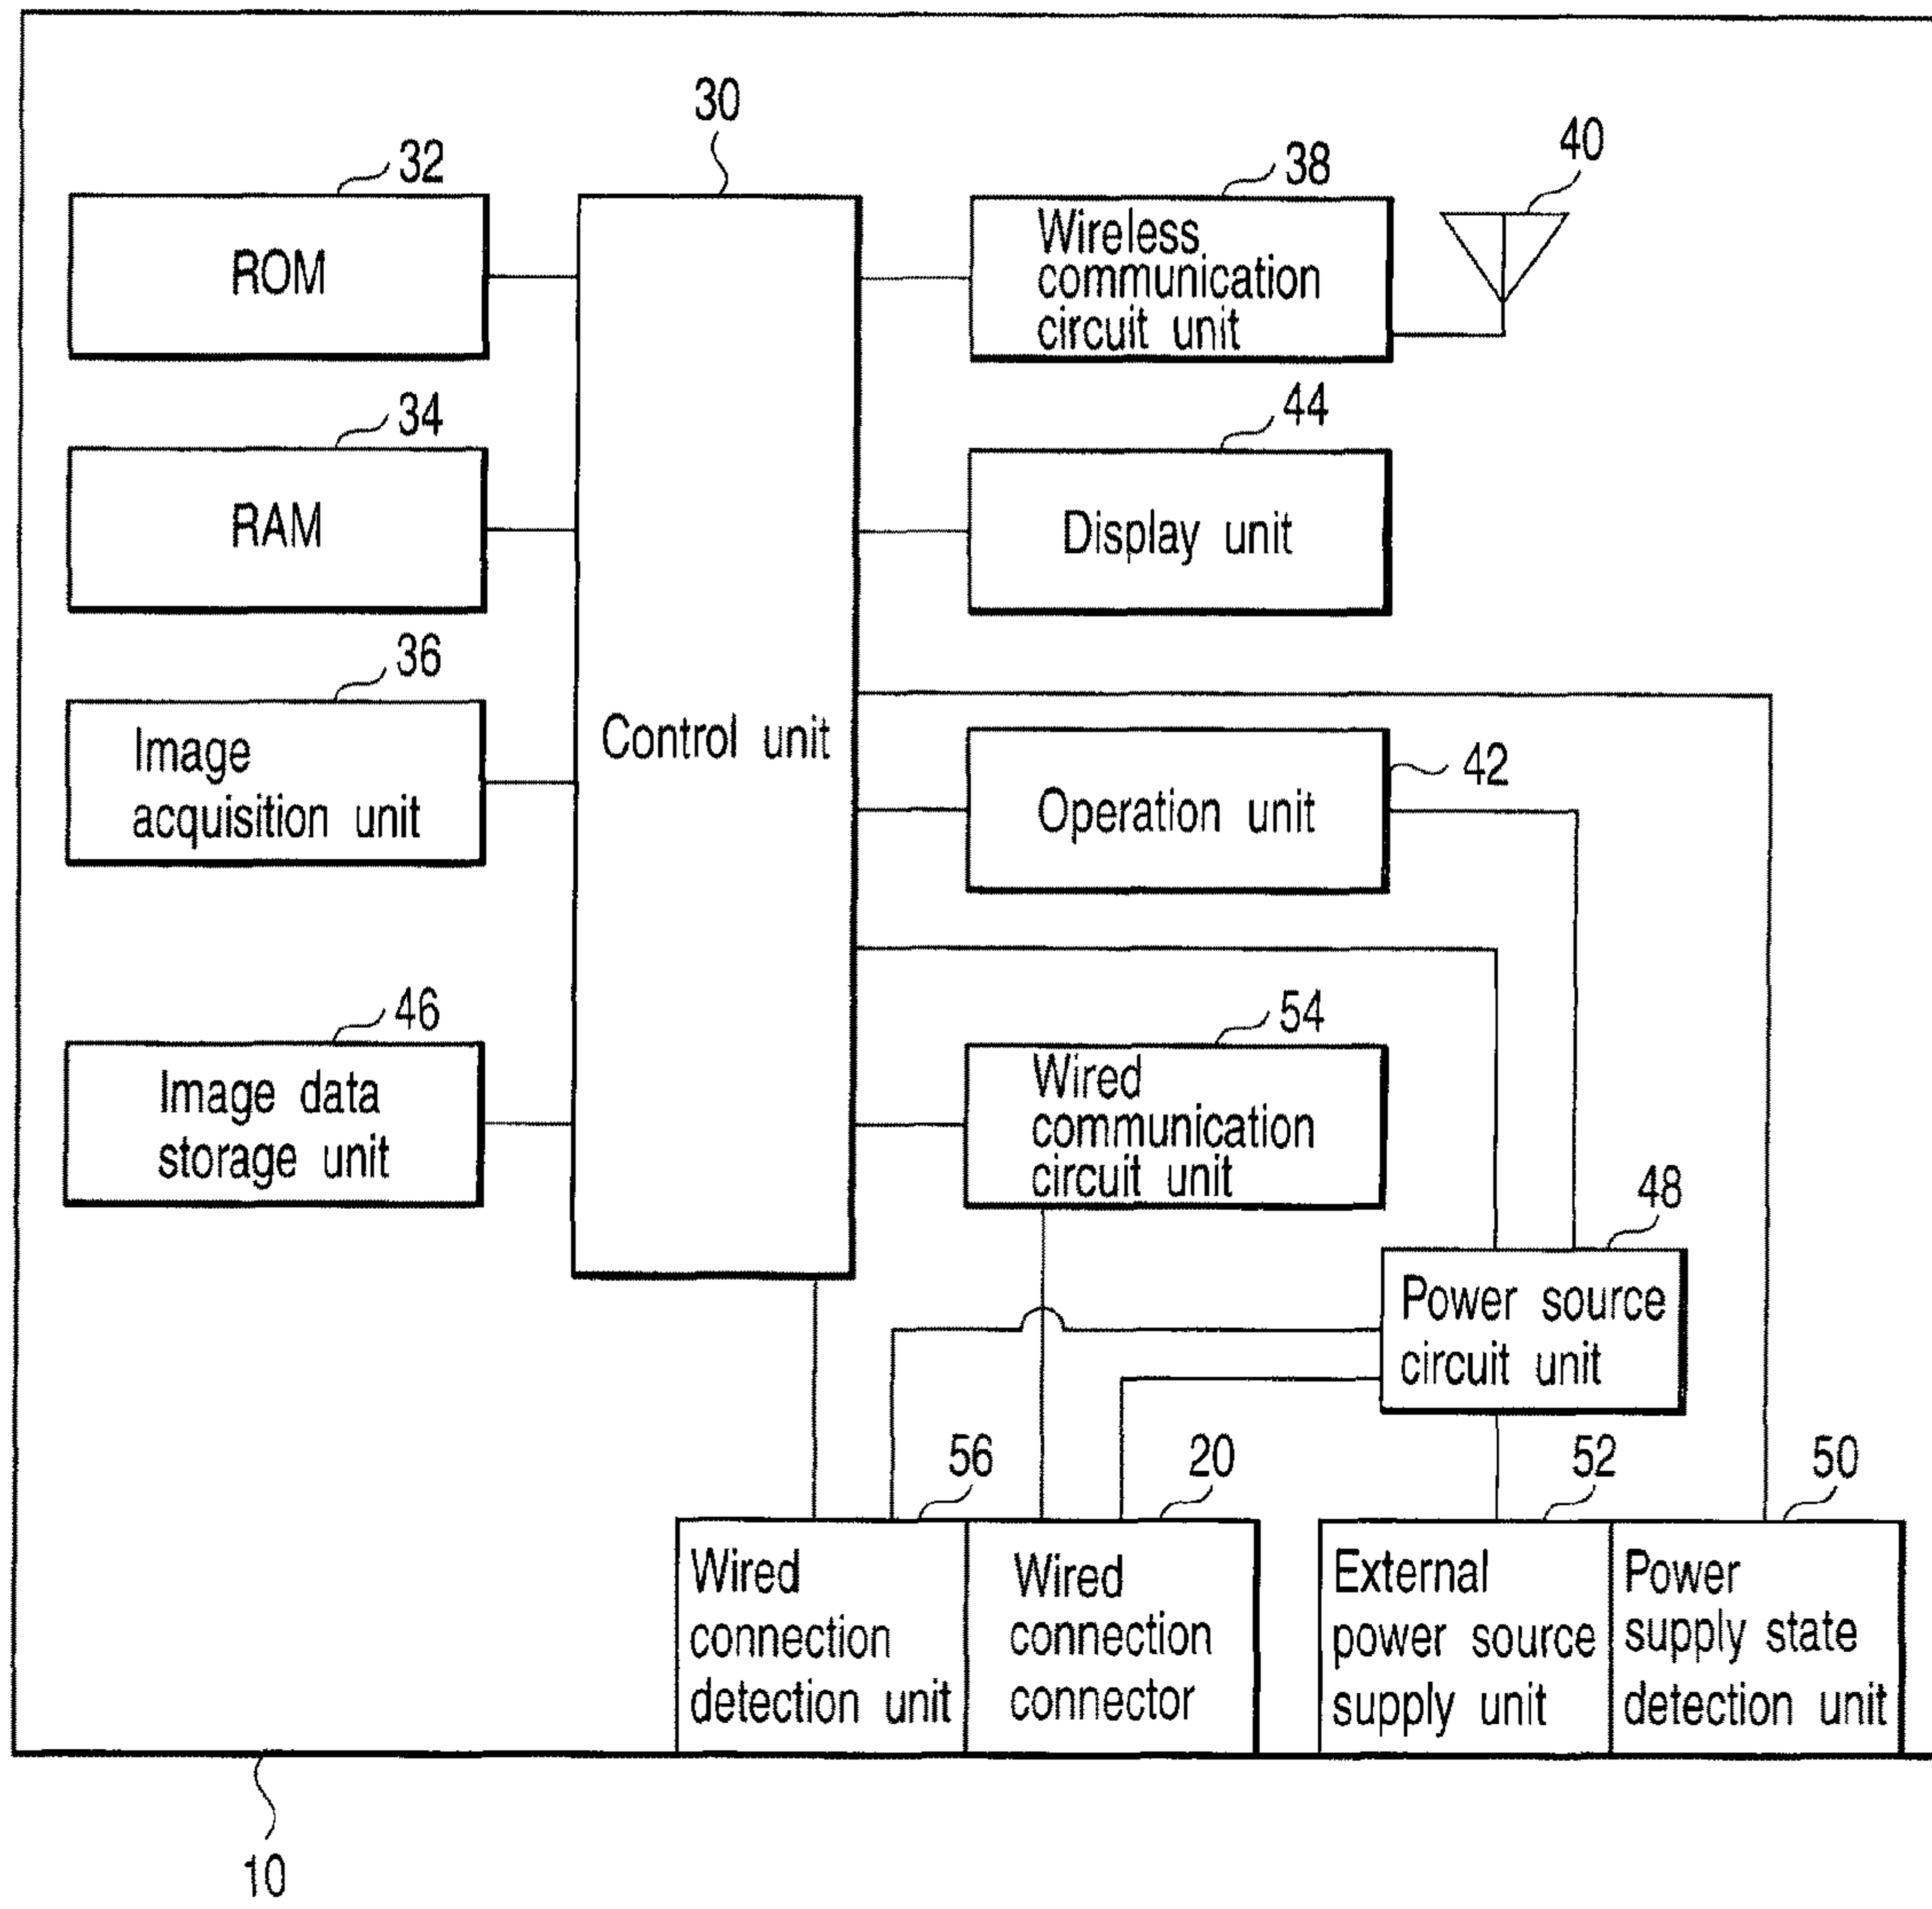 30
32
38
40
ROM
Wireless
communication
circuit unit
34
44
RAM
Display unit
36
Image
acquisition unit
Control unit
42
Operation unit
46
54
Image data
storage unit
Wired
communication
circuit unit
48
Power source
circuit unit
56
20
52
50
Wired
connection
detection unit
Wired
connection
connector
External
power source
supply unit
Power
supply state
detection unit
10